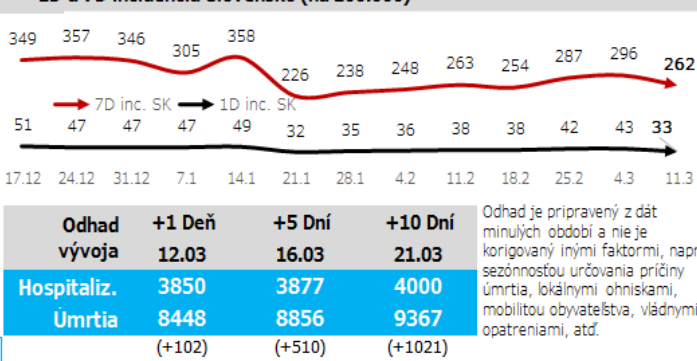 349 357 346 305 358 226 238 248 263 254 287 296 262
7D inc. SK 1D inc. SK
51 47 47 47 49 32 35 36 38 38 42 43 33
17.12 24.12 31.12 7.1 14.1 21.1 28.1 4.2 11.2 18.2 25.2 4.3 11.3
Odhad vývoja +1 Deň +5 Dní +10 Dní
12.03 16.03 21.03
Hospitaliz. 3850 3877 4000
Úmrtia 8448 8856 9367
(+102) (+510) (+1021)
Odhad je pripravený z dát
minulých období a nie je
korigovaný inými faktormi, napr
sezónnosťou určovania príčiny
úmrtia, lokálnymi ohniskami,
mobilitou obyvateľstva, vládnymi
opatreniami, atď.